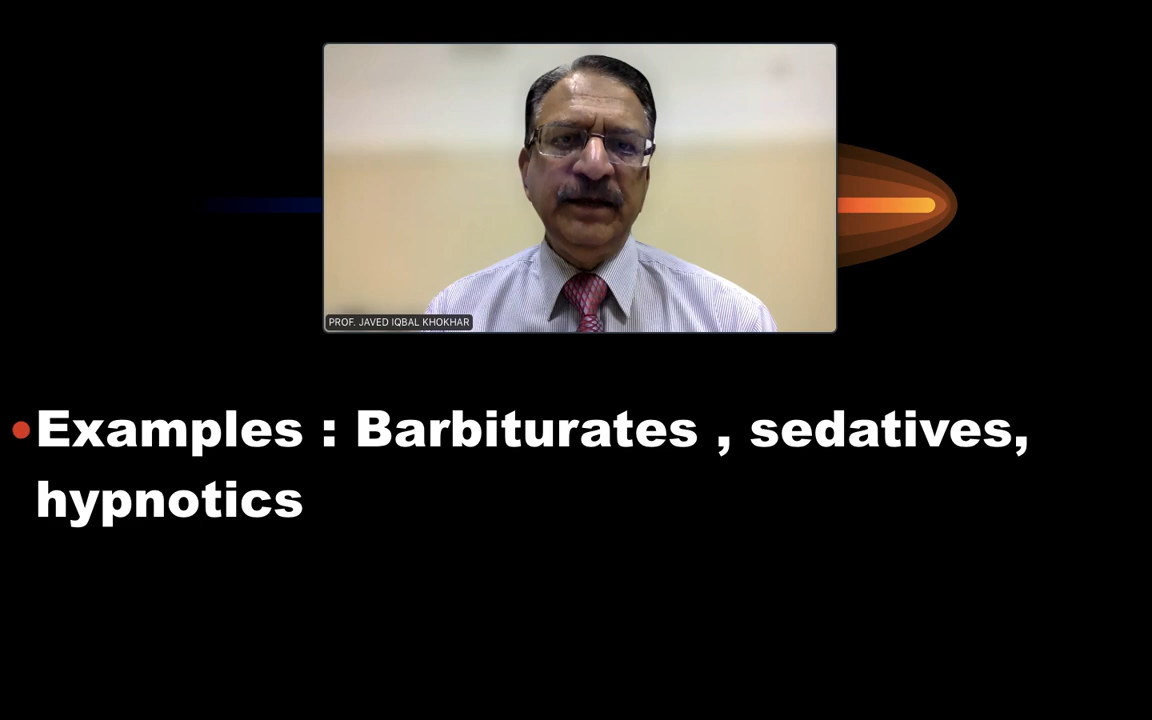 PROF. JAVED IQBAL KHOKHAR
•Examples : Barbiturates , sedatives,
hypnotics